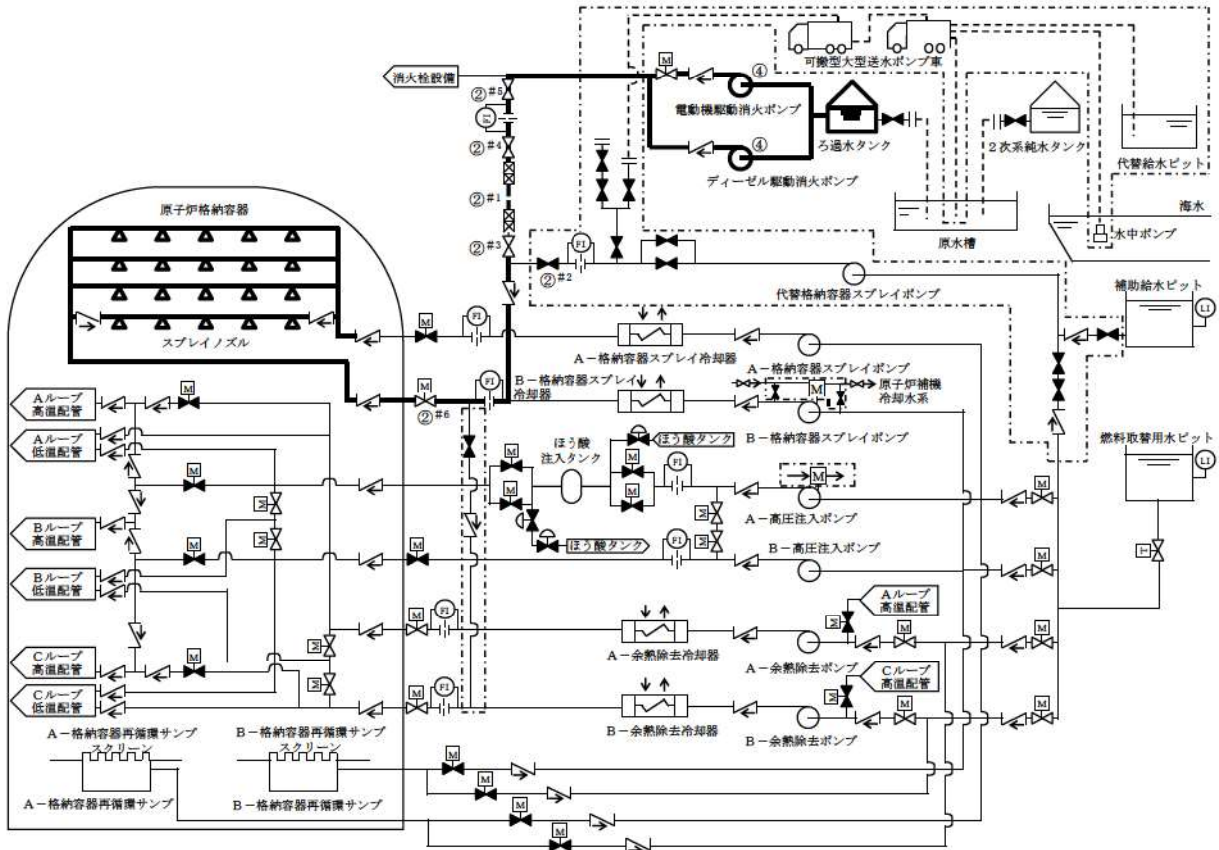 消火栓設備
M
④
可搬型大型送水ポンプ車
②#5
電動機駆動消火ポンプ
FI
④
ろ過水タンク
2次系純水タンク
代替給水ピット
②#4
ディーゼル駆動消火ポンプ
原子炉格納容器
②#1
海水
水中ポンプ
原水槽
②#3
FI
②#2
代替格納容器スプレイポンプ
補助給水ピット
LI
スプレイノズル
M
FI
A-格納容器スプレイ冷却器
A-格納容器スプレイポンプ
B-格納容器スプレイ
冷却器
M
原子炉補機
冷却水系
M
FI
②#6
B-格納容器スプレイポンプ
Aループ
高温配管
M
Aループ
低温配管
ほう酸
注入タンク
ほう酸タンク
燃料取替用水ピット
LI
M
M
M
FI
M
M
M
M
M
A-高圧注入ポンプ
M
Bループ
高温配管
M
M
ほう酸タンク
M
M
M
FI
B-高圧注入ポンプ
M
T
Bループ
低温配管
Aループ
高温配管
M
FI
M
M
M
M
A-余熱除去冷却器
A-余熱除去ポンプ
Cループ
高温配管
M
M
Cループ
高温配管
Cループ
低温配管
M
FI
M
M
M
B-余熱除去冷却器
B-余熱除去ポンプ
A-格納容器再循環サンプ
スクリーン
B-格納容器再循環サンプ
スクリーン
M
M
A-格納容器再循環サンプ
B-格納容器再循環サンプ
M
M